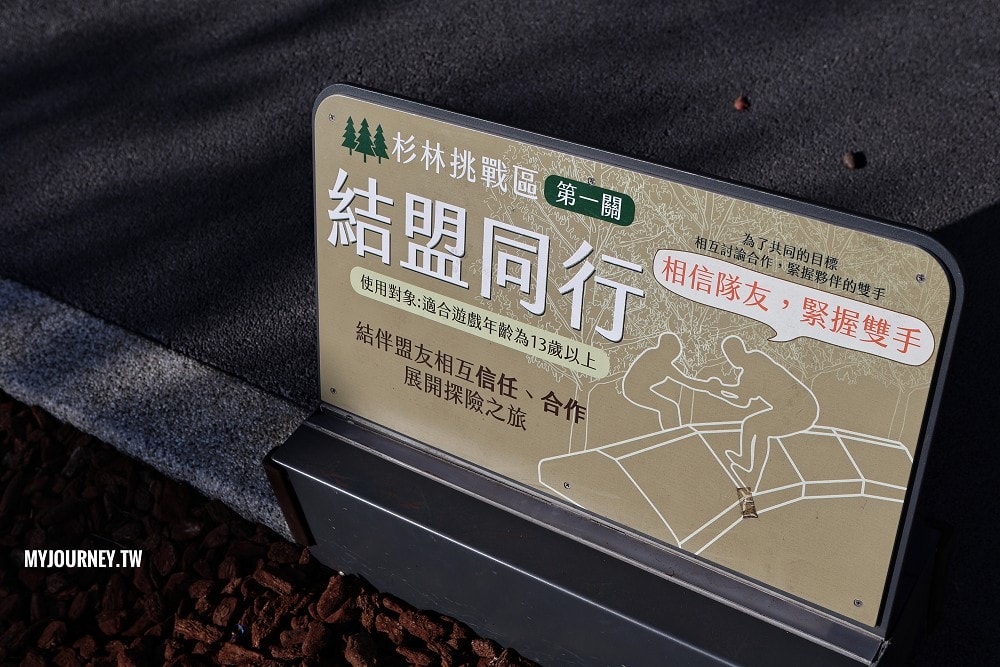 杉林挑戰區 第一關
結盟同行
使用對象:適合遊戲年齡為13歲以上
結伴盟友相互信任、合作
展開探險之旅
為了共同的目標
相互討論合作，緊握夥伴的雙手
相信隊友，緊握雙手
MYJOURNEY.TW